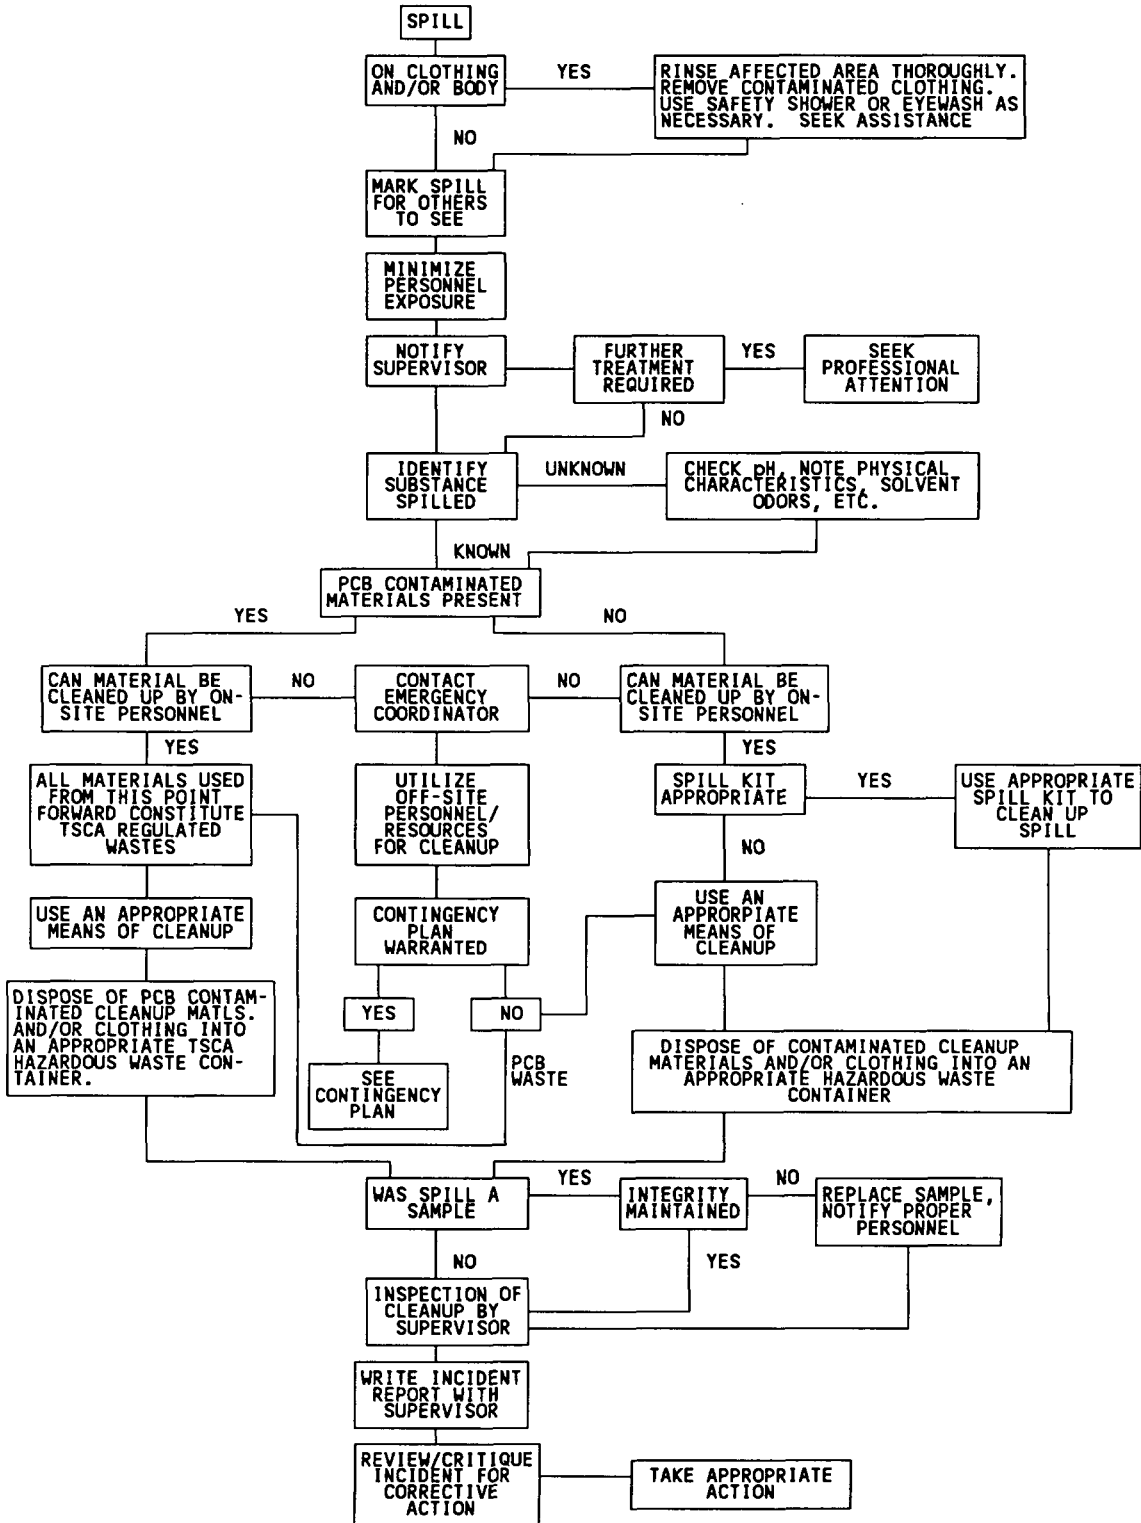 SPILL
ON CLOTHING
AND/OR BODY
YES
RINSE AFFECTED AREA THOROUGHLY.
REMOVE CONTAMINATED CLOTHING.
USE SAFETY SHOWER OR EYEWASH AS
NECESSARY. SEEK ASSISTANCE
NO
MARK SPILL
FOR OTHERS
TO SEE
MINIMIZE
PERSONNEL
EXPOSURE
NOTIFY
SUPERVISOR
FURTHER
TREATMENT
REQUIRED
YES
SEEK
PROFESSIONAL
ATTENTION
NO
IDENTIFY
SUBSTANCE
SPILLED
UNKNOWN
CHECK pH, NOTE PHYSICAL
CHARACTERISTICS, SOLVENT
ODORS, ETC.
KNOWN
PCB CONTAMINATED
MATERIALS PRESENT
YES
NO
CAN MATERIAL BE
CLEANED UP BY ON-
SITE PERSONNEL
NO
CONTACT
EMERGENCY
COORDINATOR
NO
CAN MATERIAL BE
CLEANED UP BY ON-
SITE PERSONNEL
YES
YES
ALL MATERIALS USED
FROM THIS POINT
FORWARD CONSTITUTE
TSCA REGULATED
WASTES
UTILIZE
OFF-SITE
PERSONNEL/
RESOURCES
FOR CLEANUP
SPILL KIT
APPROPRIATE
YES
USE APPROPRIATE
SPILL KIT TO
CLEAN UP
SPILL
NO
USE AN APPROPRIATE
MEANS OF CLEANUP
CONTINGENCY
PLAN
WARRANTED
USE AN
APPRORPIATE
MEANS OF
CLEANUP
DISPOSE OF PCB CONTAM-
INATED CLEANUP MATLS.
AND/OR CLOTHING INTO
AN APPROPRIATE TSCA
HAZARDOUS WASTE CON-
TAINER.
YES
NO
PCB
WASTE
SEE
CONTINGENCY
PLAN
DISPOSE OF CONTAMINATED CLEANUP
MATERIALS AND/OR CLOTHING INTO AN
APPROPRIATE HAZARDOUS WASTE
CONTAINER
WAS SPILL A
SAMPLE
YES
INTEGRITY
MAINTAINED
NO
REPLACE SAMPLE,
NOTIFY PROPER
PERSONNEL
NO
YES
INSPECTION OF
CLEANUP BY
SUPERVISOR
WRITE INCIDENT
REPORT WITH
SUPERVISOR
REVIEW/CRITIQUE
INCIDENT FOR
CORRECTIVE
ACTION
TAKE APPROPRIATE
ACTION